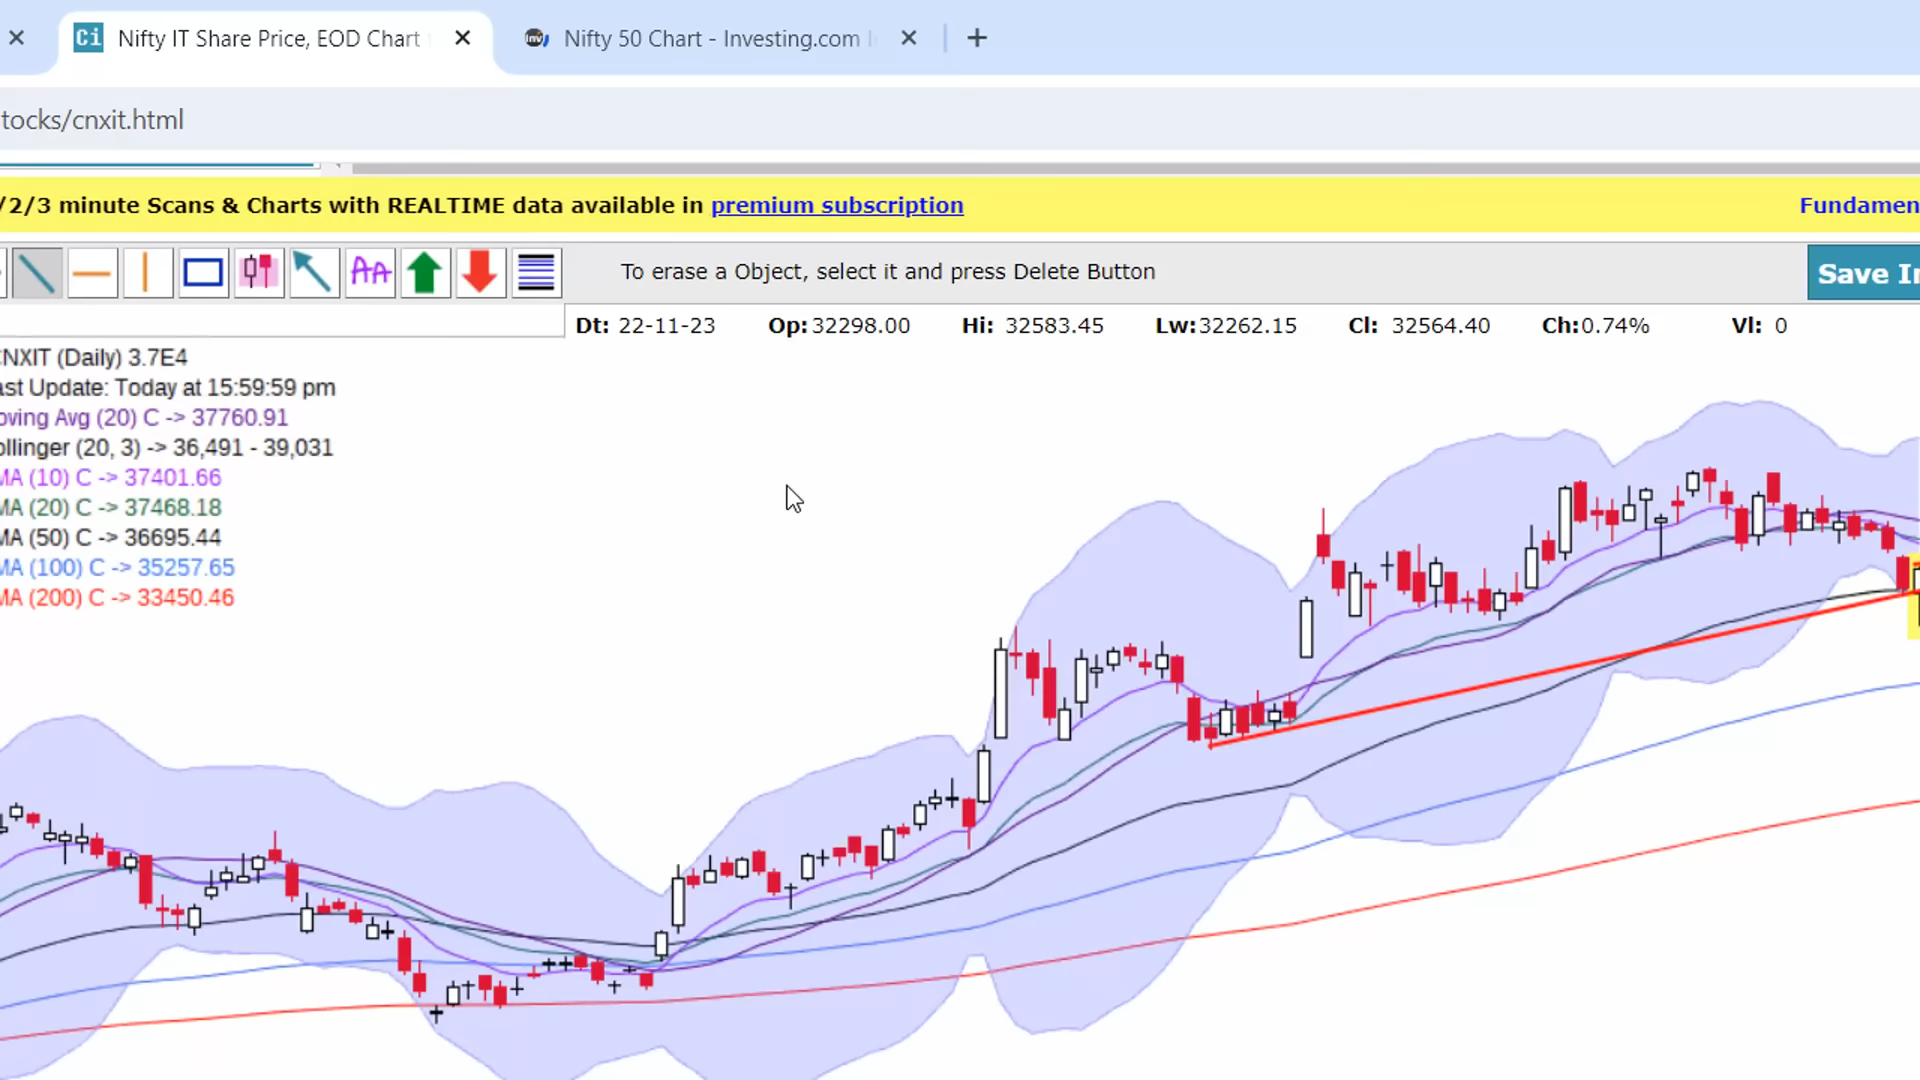 Ci Nifty IT Share Price, EOD Chart
Inv Nifty 50 Chart - Investing.com
tocks/cnxit.html
/2/3 minute Scans & Charts with REALTIME data available in premium subscription
Fundamen
AA
To erase a Object, select it and press Delete Button
Save In
Dt: 22-11-23 Op:32298.00 Hi: 32583.45 Lw:32262.15 Cl: 32564.40 Ch:0.74% Vl: 0
CNXIT (Daily) 3.7E4
ast Update: Today at 15:59:59 pm
oving Avg (20) C -> 37760.91
ollinger (20, 3) -> 36,491 - 39,031
MA (10) C -> 37401.66
MA (20) C -> 37468.18
MA (50) C -> 36695.44
MA (100) C -> 35257.65
MA (200) C -> 33450.46